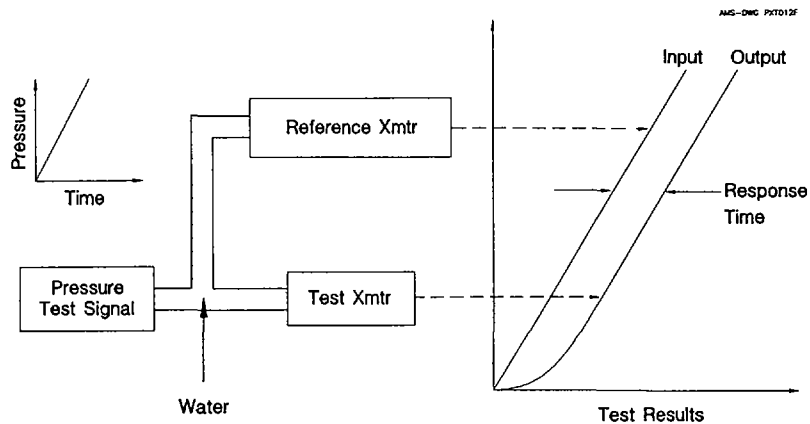 AMS-DWG PXT012F
Input Output
Pressure
Time
Reference Xmtr
Response
Time
Pressure
Test Signal
Test Xmtr
Water
Test Results